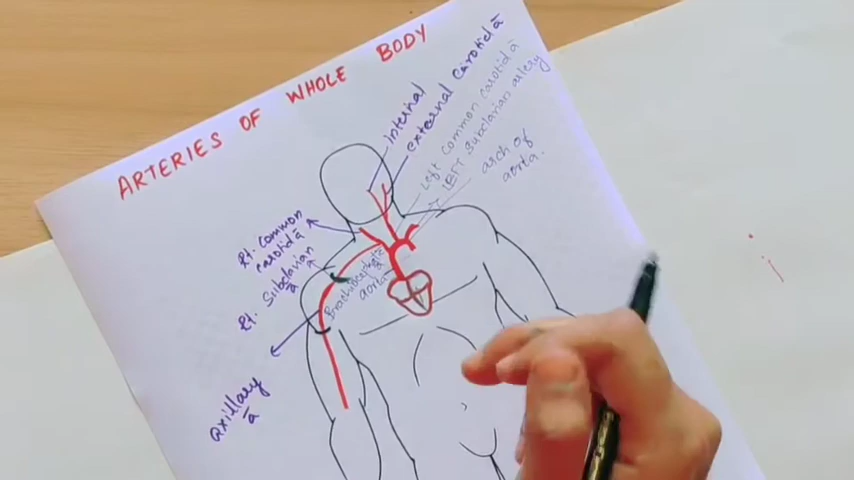 ARTERIES OF WHOLE BODY
internal
external carotid ā
Left Common carotid ā
LEFT Subclavian artery
arch of
aorta.
Rt. Common
carotid ā
Rt. Subclavian
ā
Brachiocephalic
ā
aorta
axillary
ā